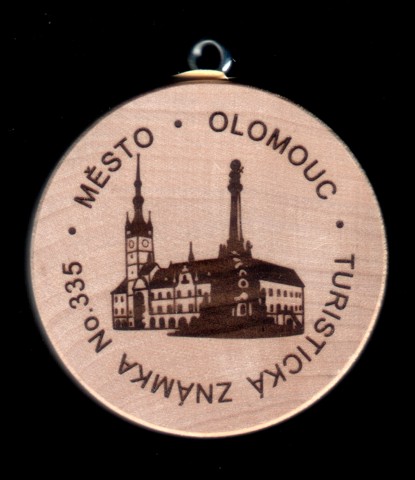 MĚSTO • OLOMOUC • TURISTICKÁ ZNÁMKA No.335 •